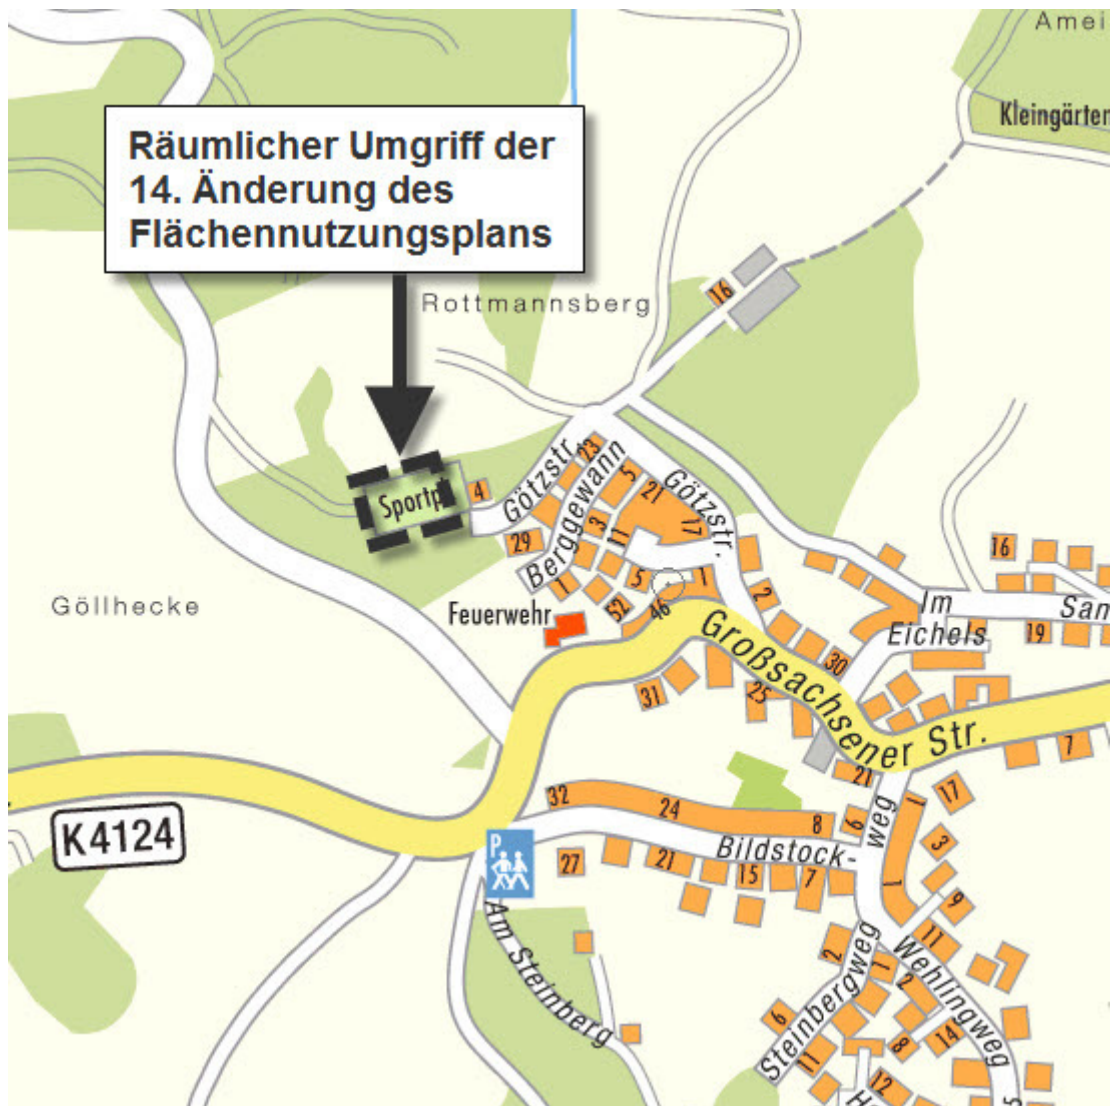 Amei
Kleingärten
Räumlicher Umgriff der
14. Änderung des
Flächennutzungsplans
Rottmannsberg
16
Sportp
4
Götzstr.
23
Berggewann
5
21
Götzstr.
17
3
11
29
1
5
1
52
46
2
16
Im
Eichels
San
19
Göllhecke
Feuerwehr
Großsachsener Str.
30
31
25
21
7
K4124
32
24
8
6
17
Bildstock-
weg
1
3
1
9
11
P
27
21
15
7
Am Steinberg
Steinbergweg
Wehlingweg
2
1
2
6
11
8
14
12